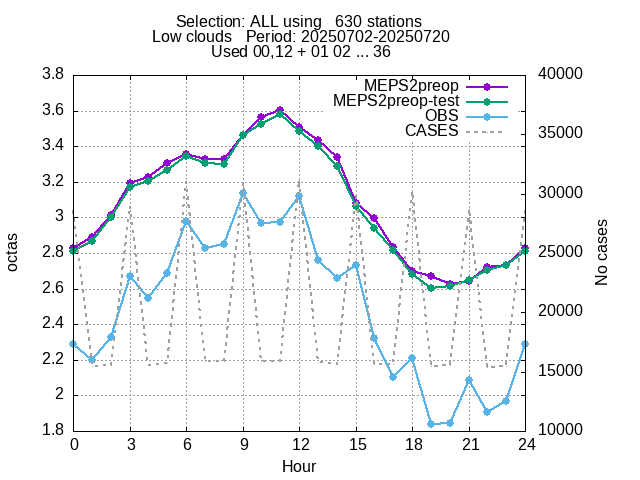 Selection: ALL using   630 stations
Low clouds   Period: 20250702-20250720
Used 00,12 + 01 02 ... 36
MEPS2preop
MEPS2preop-test
OBS
CASES
octas
3.8
3.6
3.4
3.2
3
2.8
2.6
2.4
2.2
2
1.8
40000
35000
30000
25000
20000
15000
10000
No cases
0 3 6 9 12 15 18 21 24
Hour